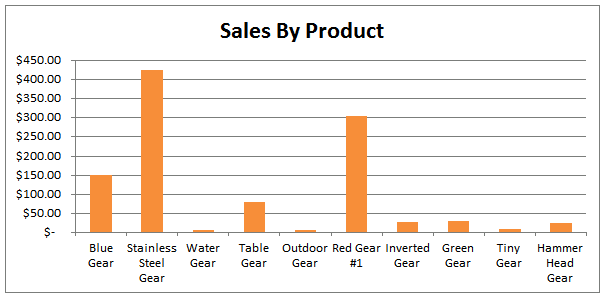 Sales By Product
$450.00
$400.00
$350.00
$300.00
$250.00
$200.00
$150.00
$100.00
$50.00
$-
Blue Stainless Water Table Outdoor Red Gear Inverted Green Tiny Hammer
Gear Steel Gear Gear Gear #1 Gear Gear Gear Head
Gear Gear